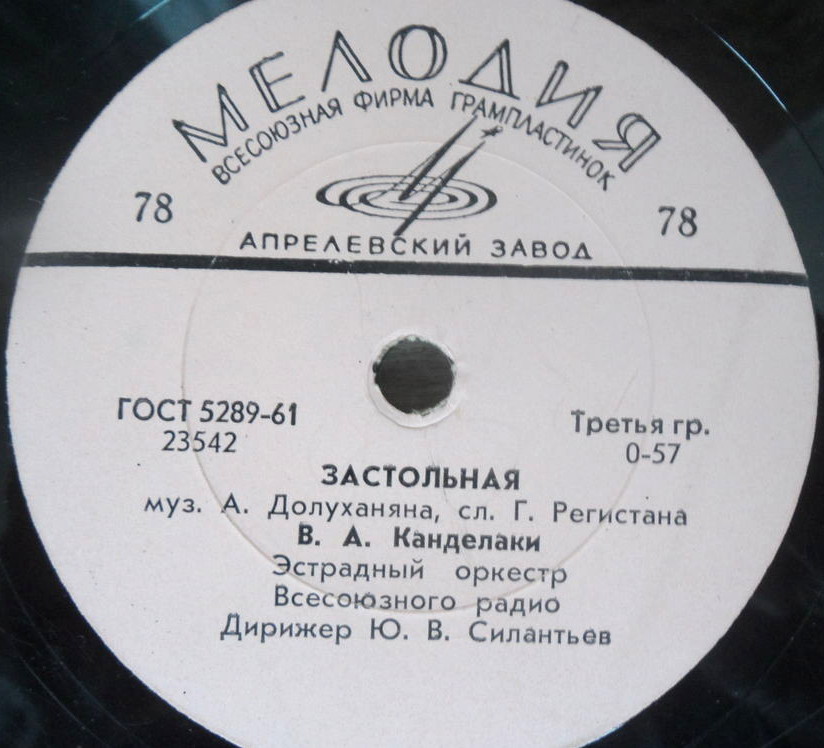 МЕЛОДИЯ
ВСЕСОЮЗНАЯ ФИРМА ГРАМПЛАСТИНОК
78 78
АПРЕЛЕВСКИЙ ЗАВОД
ГОСТ 5289-61 Третья гр.
23542 0-57
ЗАСТОЛЬНАЯ
муз. А. Долуханяна, сл. Г. Регистана
В. А. Канделаки
Эстрадный оркестр
Всесоюзного радио
Дирижер Ю. В. Силантьев